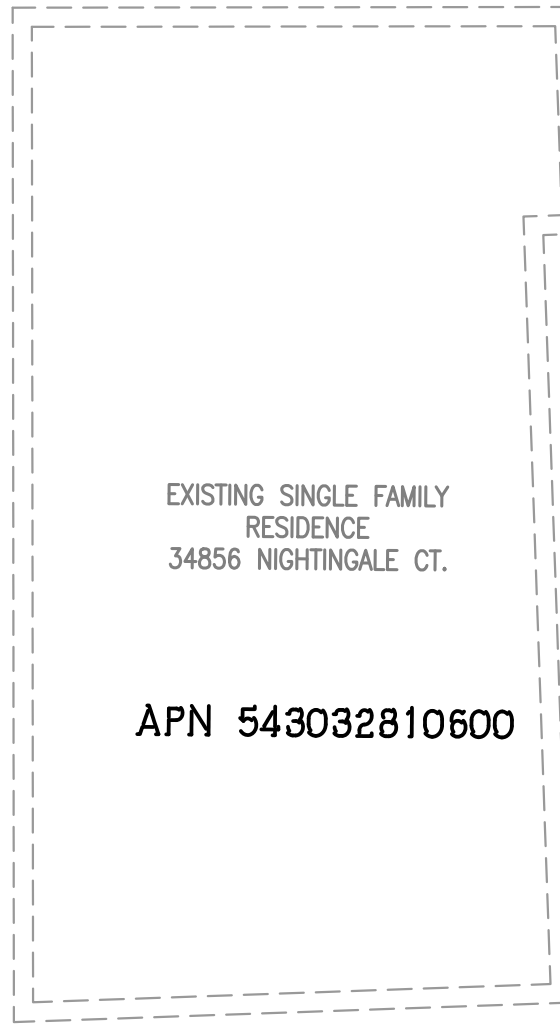 EXISTING SINGLE FAMILY
RESIDENCE
34856 NIGHTINGALE CT.
APN 543032810600